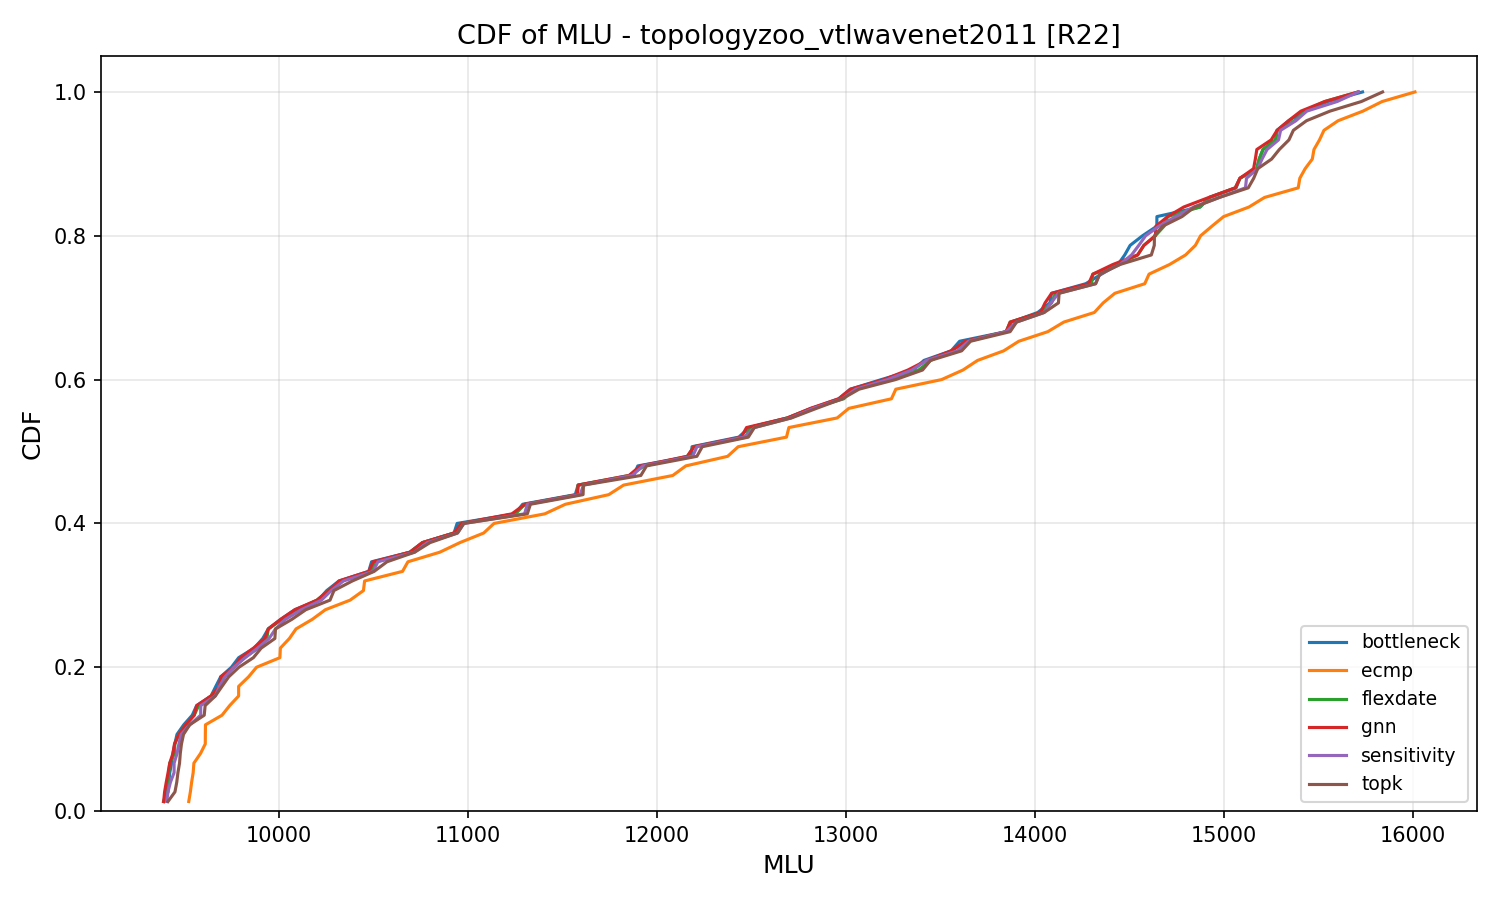 CDF of MLU - topologyzoo_vtlwavenet2011 [R22]
CDF
1.0
0.8
0.6
0.4
0.2
0.0
10000 11000 12000 13000 14000 15000 16000
MLU
bottleneck
ecmp
flexdate
gnn
sensitivity
topk